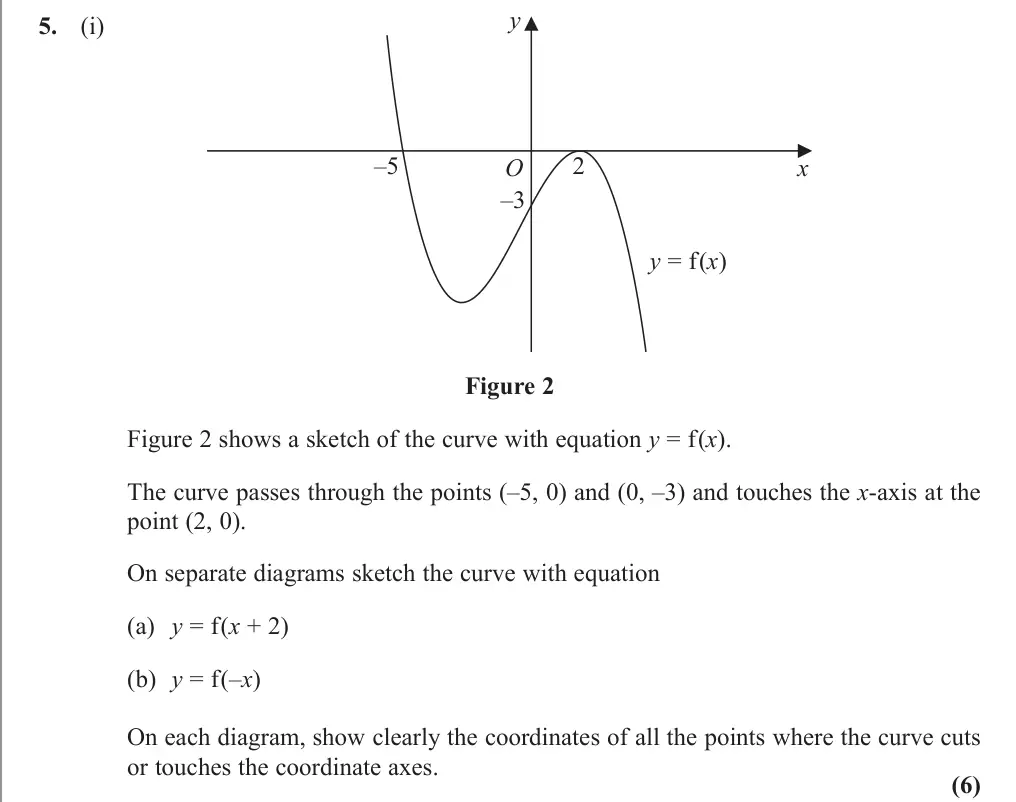 5. (i)
y
–5 O 2 x
–3
y = f(x)
Figure 2
Figure 2 shows a sketch of the curve with equation y = f(x).
The curve passes through the points (–5, 0) and (0, –3) and touches the x-axis at the
point (2, 0).
On separate diagrams sketch the curve with equation
(a) y = f(x + 2)
(b) y = f(–x)
On each diagram, show clearly the coordinates of all the points where the curve cuts
or touches the coordinate axes.
(6)